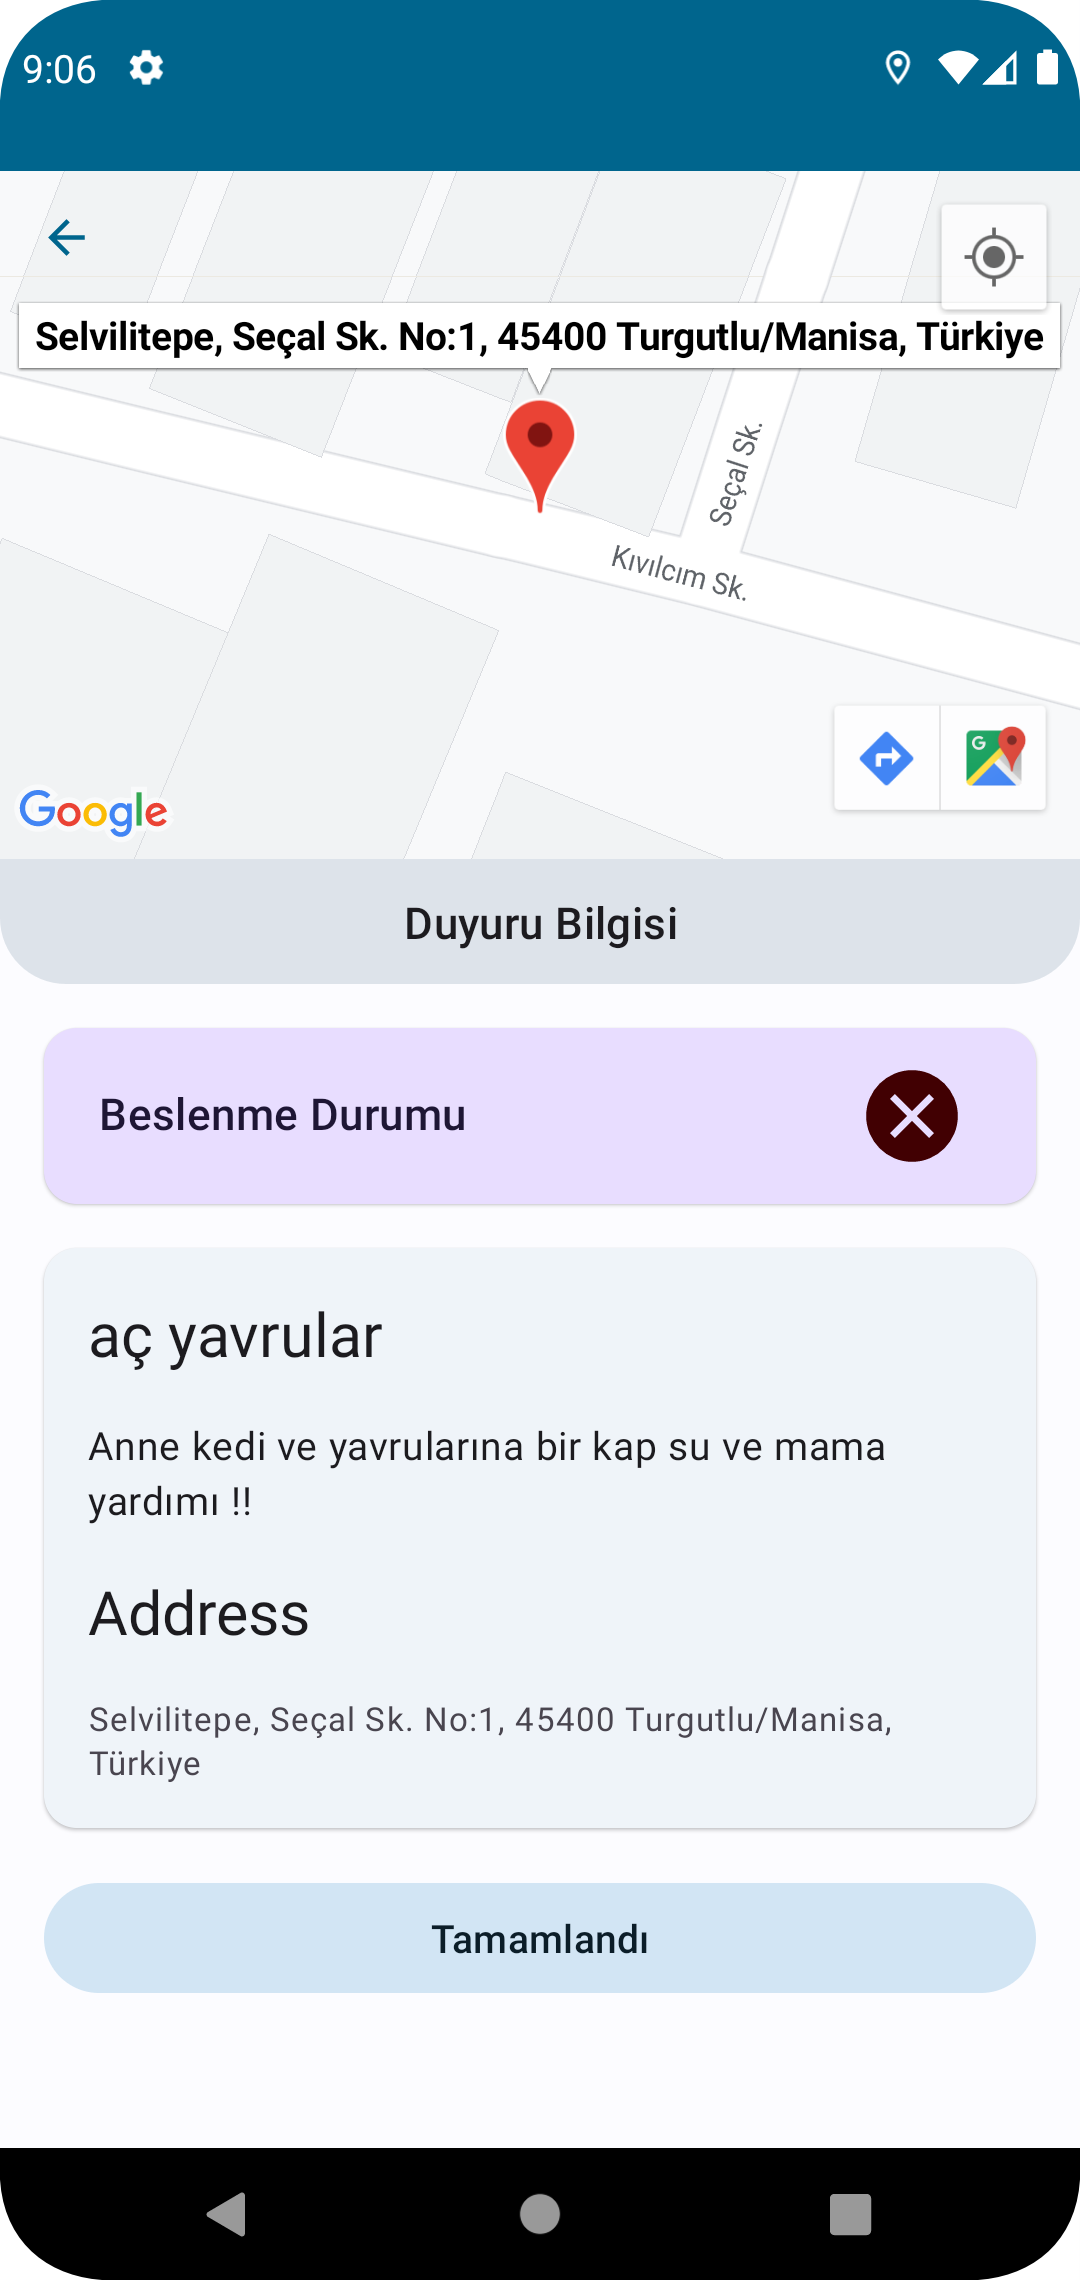 9:06
Selvilitepe, Seçal Sk. No:1, 45400 Turgutlu/Manisa, Türkiye
Seçal Sk.
Kıvılcım Sk.
G
Google
Duyuru Bilgisi
Beslenme Durumu
aç yavrular
Anne kedi ve yavrularına bir kap su ve mama
yardımı !!
Address
Selvilitepe, Seçal Sk. No:1, 45400 Turgutlu/Manisa,
Türkiye
Tamamlandı